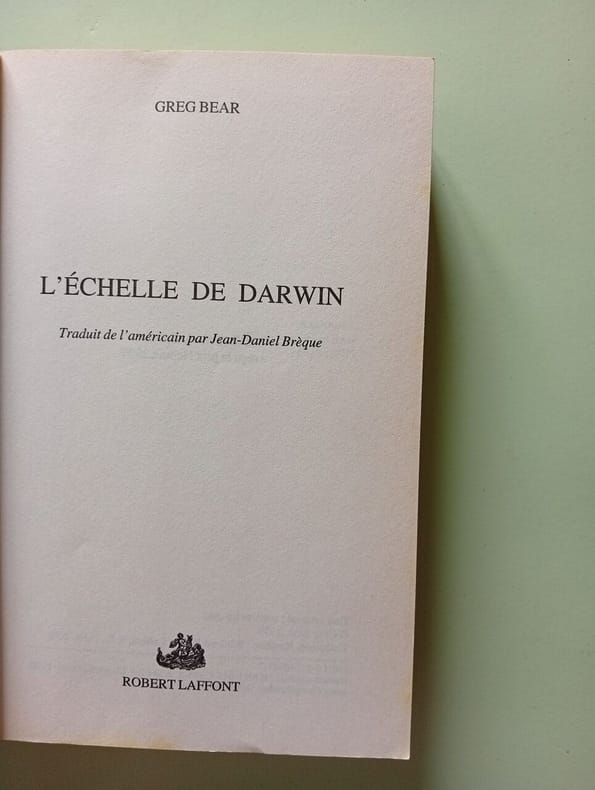 GREG BEAR
L'ÉCHELLE DE DARWIN
Traduit de l'américain par Jean-Daniel Brèque
ROBERT LAFFONT